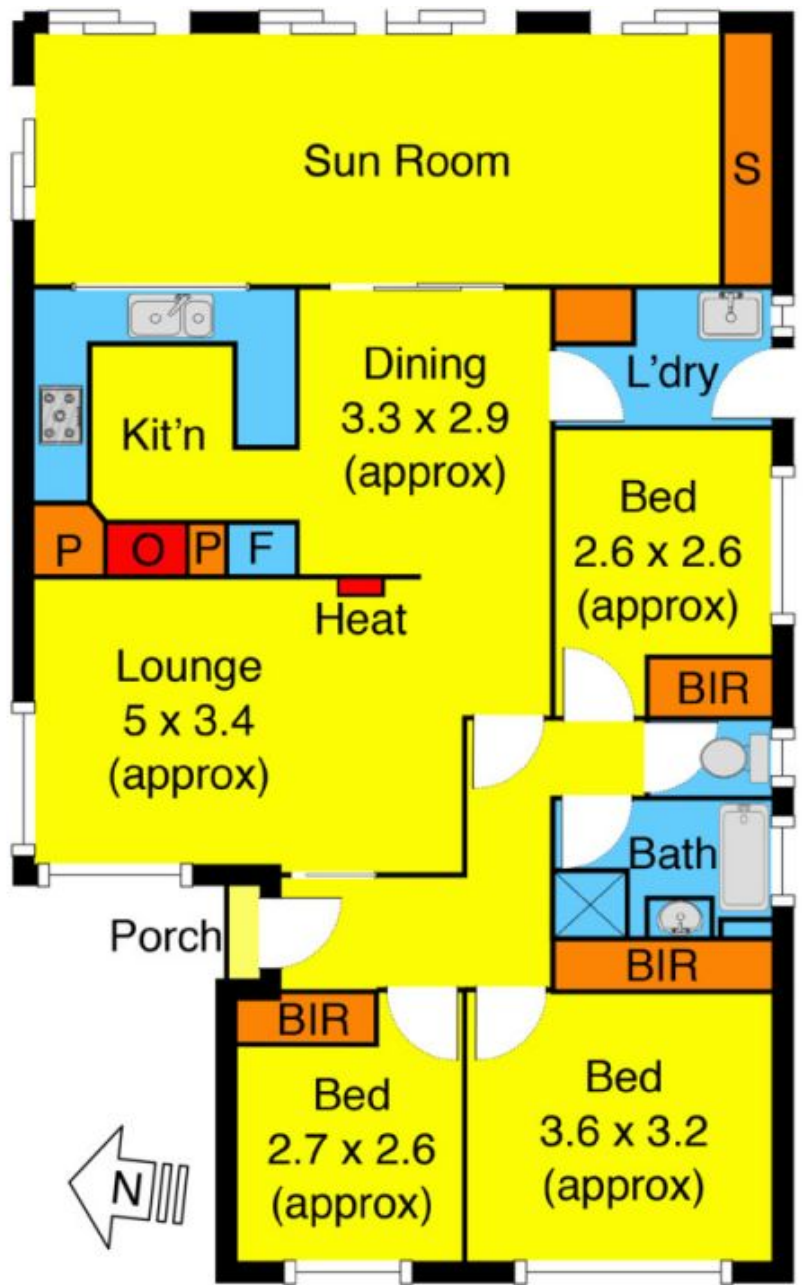 Sun Room
S
Dining
3.3 x 2.9
(approx)
L'dry
Kit'n
Bed
2.6 x 2.6
(approx)
P
O
P
F
Heat
Lounge
5 x 3.4
(approx)
BIR
Bath
Porch
BIR
BIR
Bed
2.7 x 2.6
(approx)
Bed
3.6 x 3.2
(approx)
N